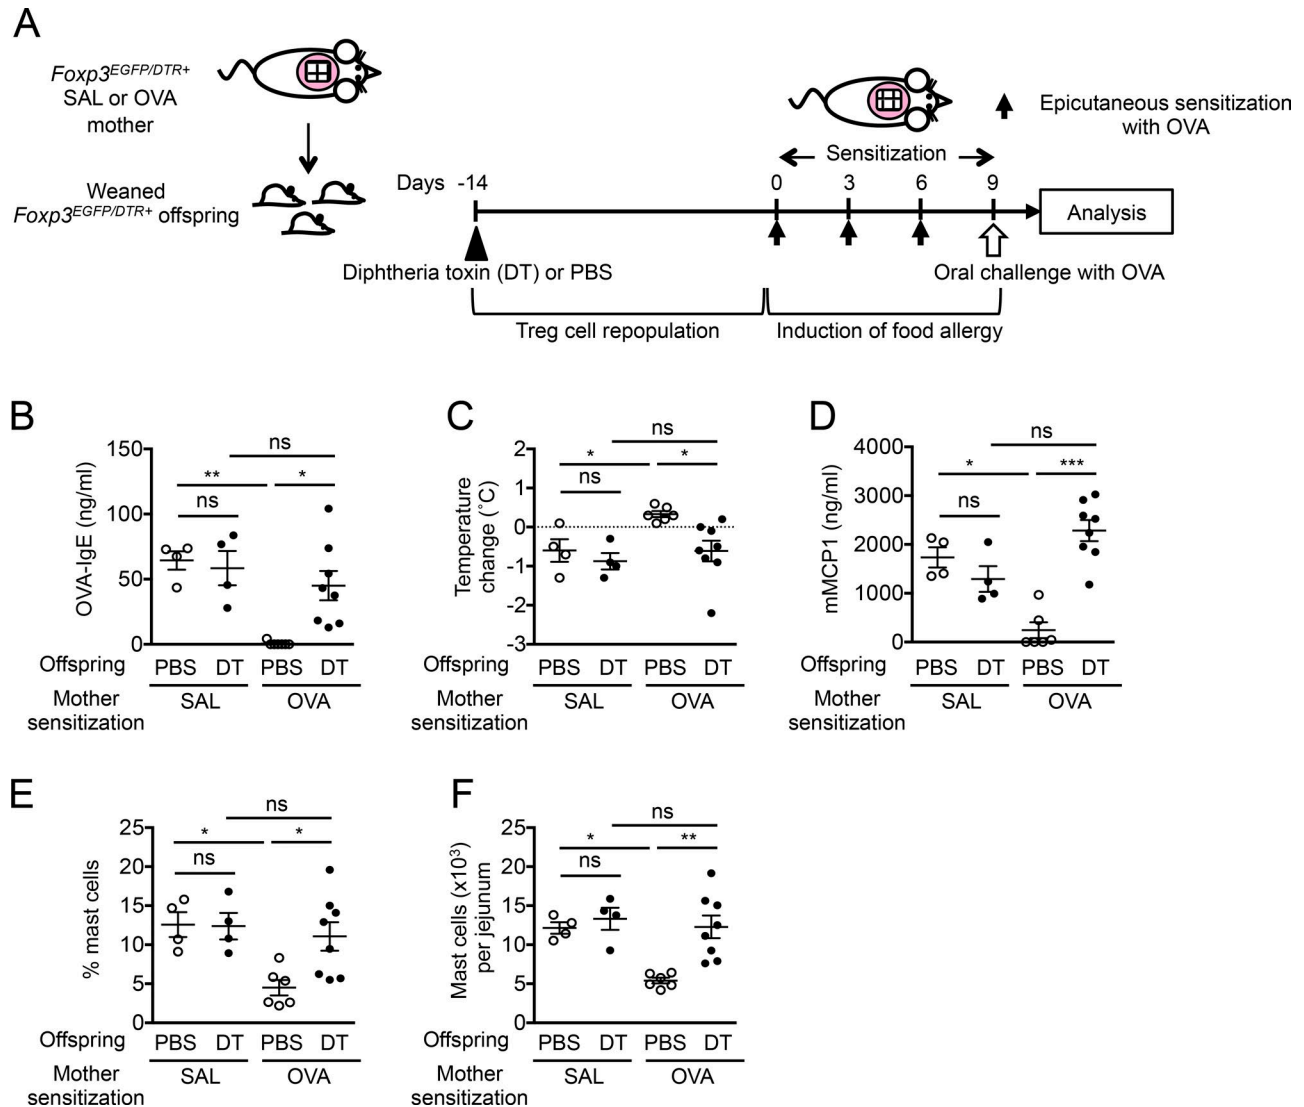 A
Foxp3EGFP/DTR+
SAL or OVA
mother
Weaned
Foxp3EGFP/DTR+ offspring
Epicutaneous sensitization
with OVA
Sensitization
Days -14 0 3 6 9
Analysis
Diphtheria toxin (DT) or PBS
Oral challenge with OVA
Treg cell repopulation
Induction of food allergy
B
OVA-IgE (ng/ml)
150
100
50
0
ns
** *
ns
Offspring PBS DT PBS DT
Mother
sensitization
SAL OVA
C
Temperature
change (˚C)
2
1
0
-1
-2
-3
ns
* *
ns
Offspring PBS DT PBS DT
Mother
sensitization
SAL OVA
D
mMCP1 (ng/ml)
4000
3000
2000
1000
0
ns
* ***
ns
Offspring PBS DT PBS DT
Mother
sensitization
SAL OVA
E
% mast cells
25
20
15
10
5
0
ns
* *
ns
Offspring PBS DT PBS DT
Mother
sensitization
SAL OVA
F
Mast cells (x10³)
per jejunum
25
20
15
10
5
0
ns
* **
ns
Offspring PBS DT PBS DT
Mother
sensitization
SAL OVA